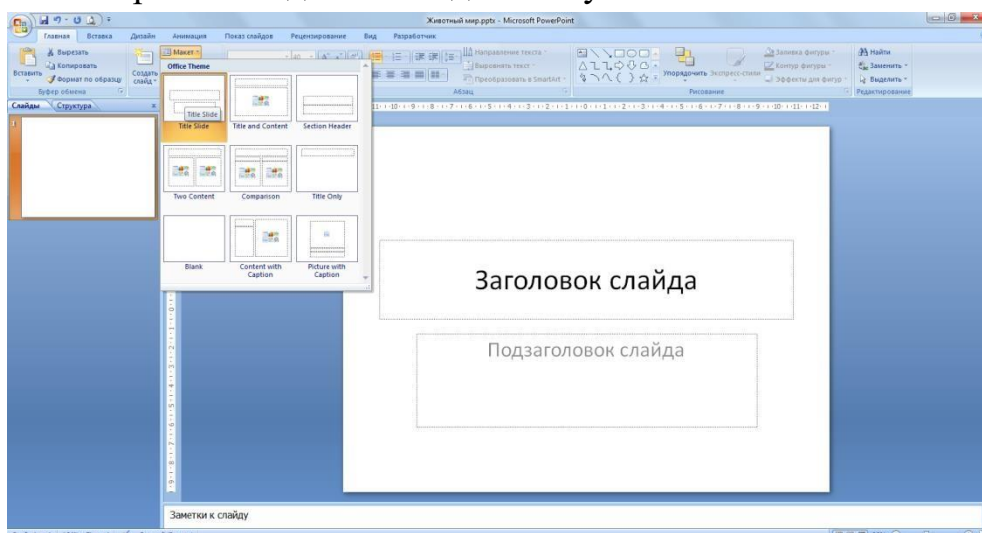 Животный мир.pptx - Microsoft PowerPoint
Главная Вставка Дизайн Анимация Показ слайдов Рецензирование Вид Разработчик
Вставить
Вырезать
Копировать
Формат по образцу
Буфер обмена
Создать слайд
Макет
Направление текста
Выровнять текст
Преобразовать в SmartArt
Абзац
Упорядочить
Экспресс-стили
Заливка фигуры
Контур фигуры
Эффекты для фигур
Рисование
Найти
Заменить
Выделить
Редактирование
Слайды Структура
1
Office Theme
Title Slide
Title Slide Title and Content Section Header
Two Content Comparison Title Only
Blank Content with Caption Picture with Caption
Заголовок слайда
Подзаголовок слайда
Заметки к слайду